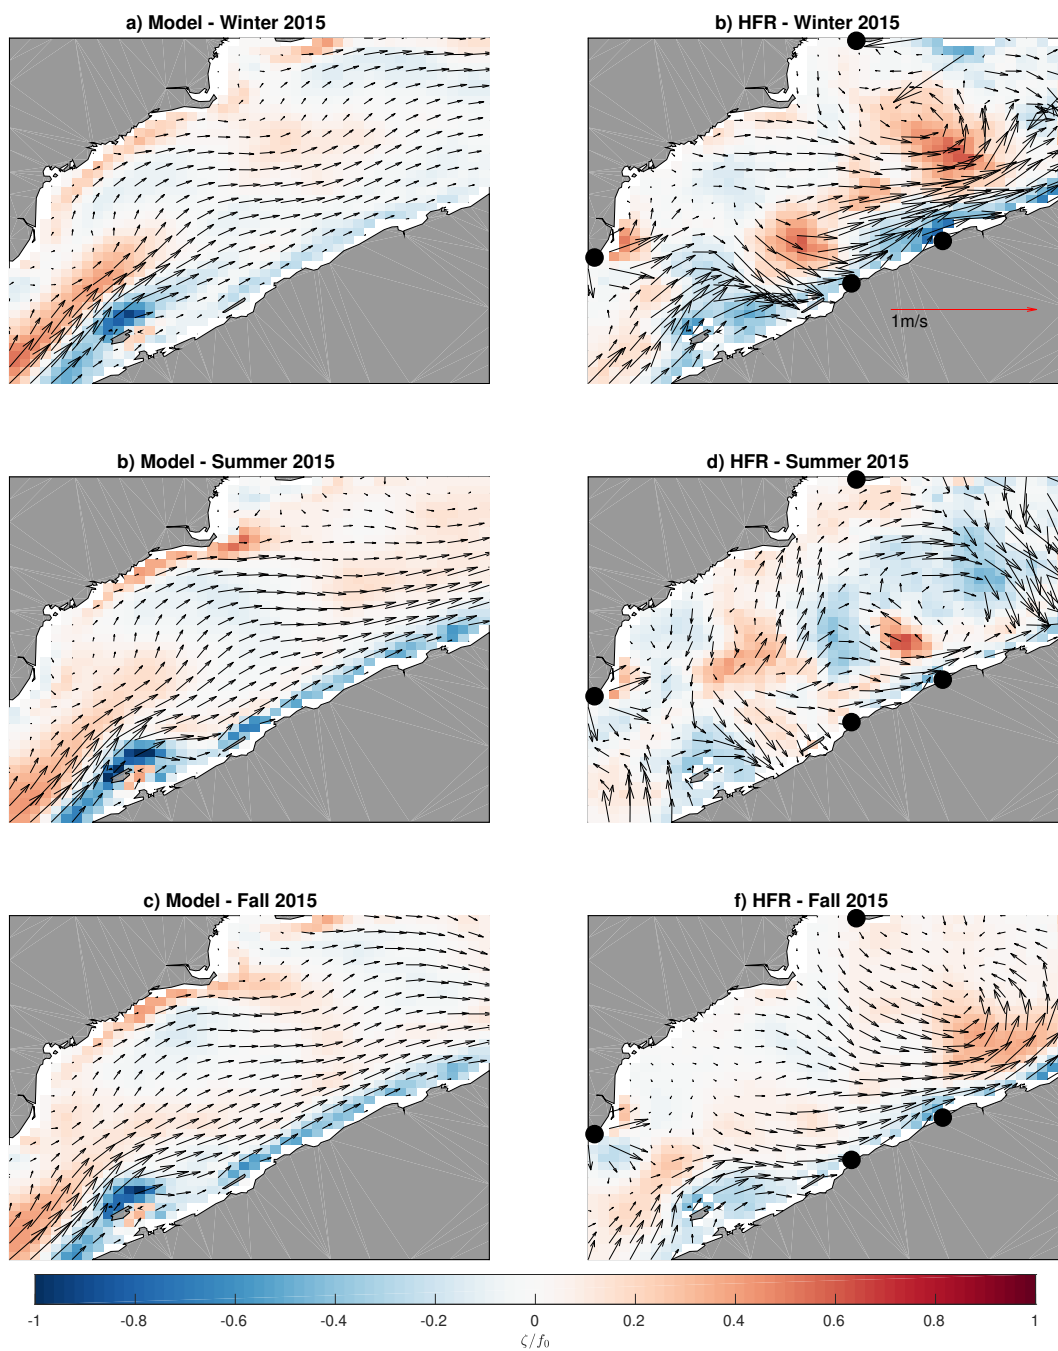 a) Model - Winter 2015
b) HFR - Winter 2015
1m/s
b) Model - Summer 2015
d) HFR - Summer 2015
c) Model - Fall 2015
f) HFR - Fall 2015
-1 -0.8 -0.6 -0.4 -0.2 0 0.2 0.4 0.6 0.8 1
ζ/f₀